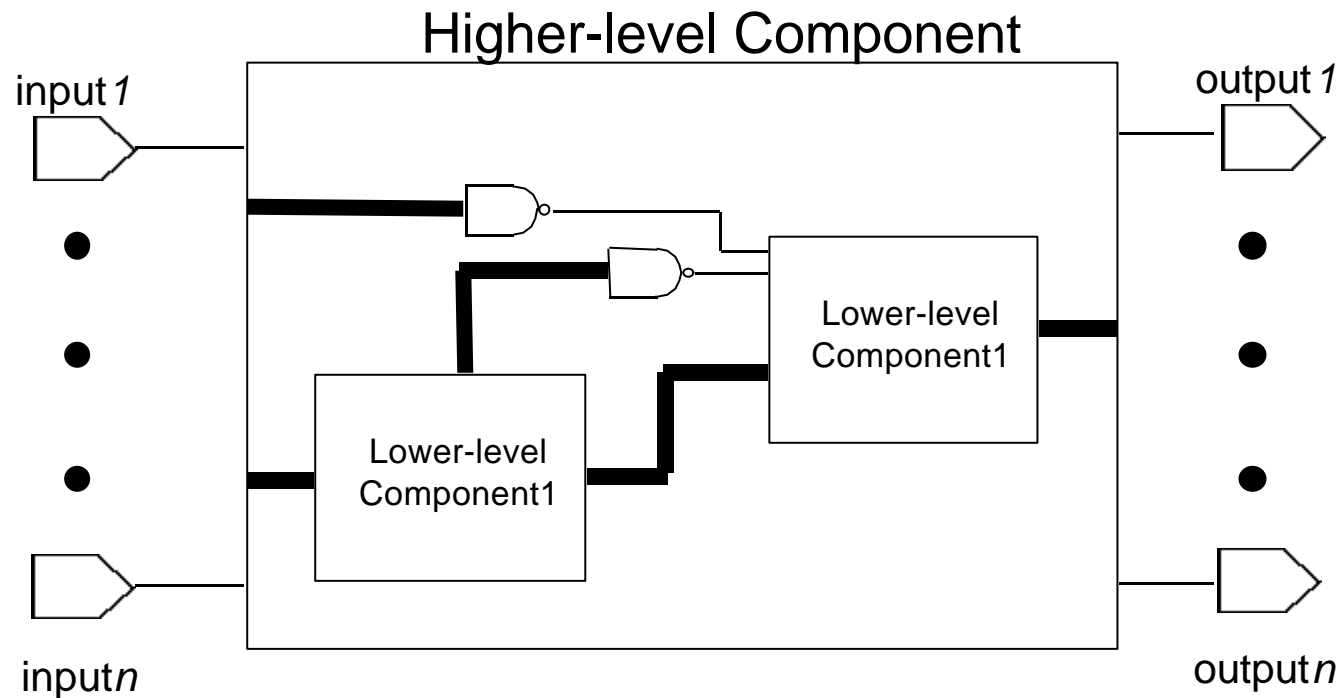 Higher-level Component
input1
output1
Lower-level
Component1
Lower-level
Component1
inputn
outputn